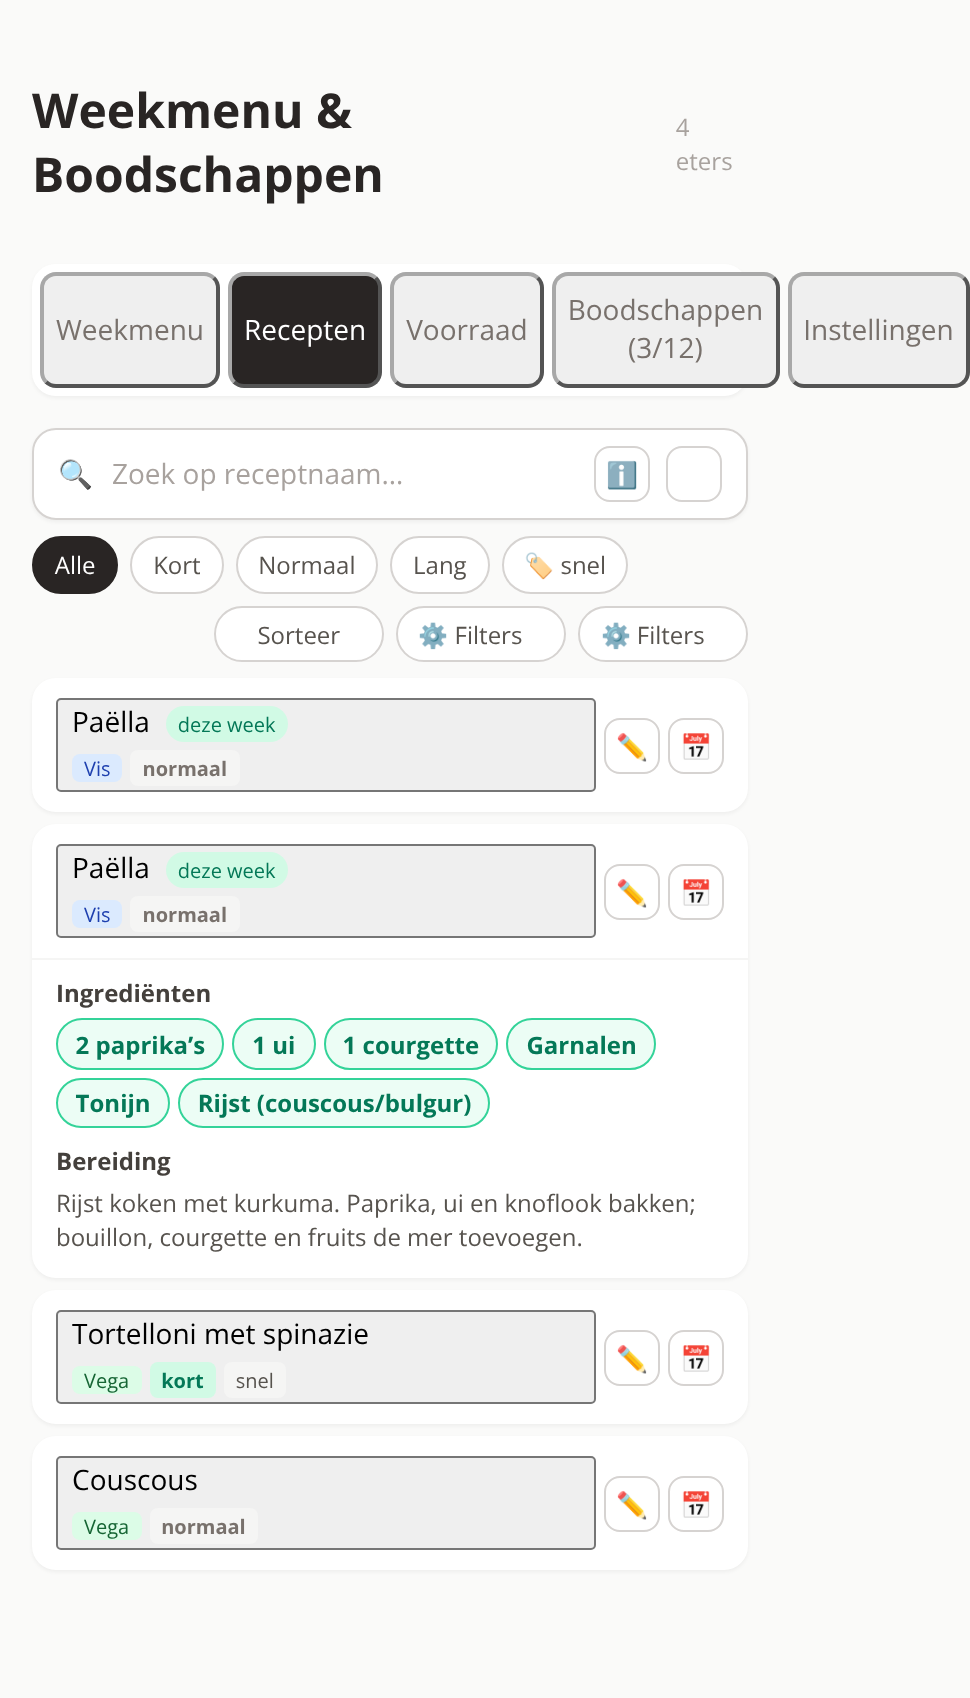 Weekmenu &
Boodschappen
4
eters
Weekmenu
Recepten
Voorraad
Boodschappen
(3/12)
Instellingen
Zoek op receptnaam...
Alle
Kort
Normaal
Lang
snel
Sorteer
Filters
Filters
Paëlla deze week
Vis normaal
Paëlla deze week
Vis normaal
Ingrediënten
2 paprika’s
1 ui
1 courgette
Garnalen
Tonijn
Rijst (couscous/bulgur)
Bereiding
Rijst koken met kurkuma. Paprika, ui en knoflook bakken;
bouillon, courgette en fruits de mer toevoegen.
Tortelloni met spinazie
Vega kort snel
Couscous
Vega normaal